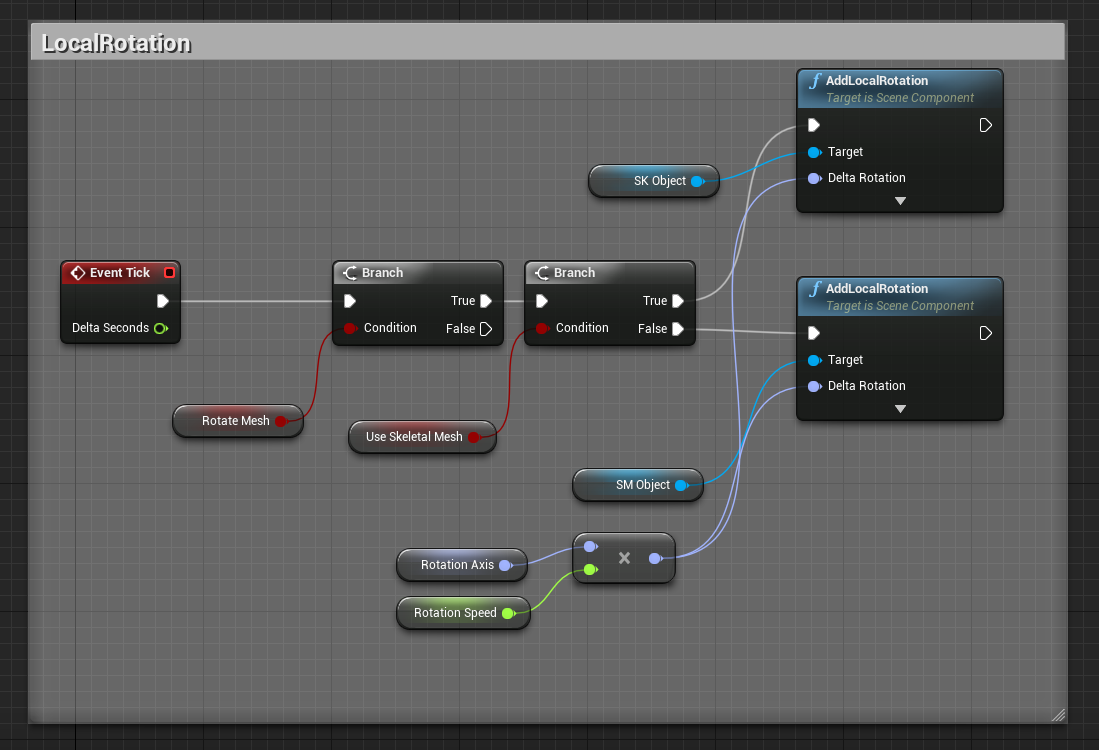 LocalRotation
AddLocalRotation
Target is Scene Component
Target
Delta Rotation
SK Object
Event Tick
Delta Seconds
Branch
True
Condition
False
Branch
True
Condition
False
AddLocalRotation
Target is Scene Component
Target
Delta Rotation
Rotate Mesh
Use Skeletal Mesh
SM Object
Rotation Axis
Rotation Speed